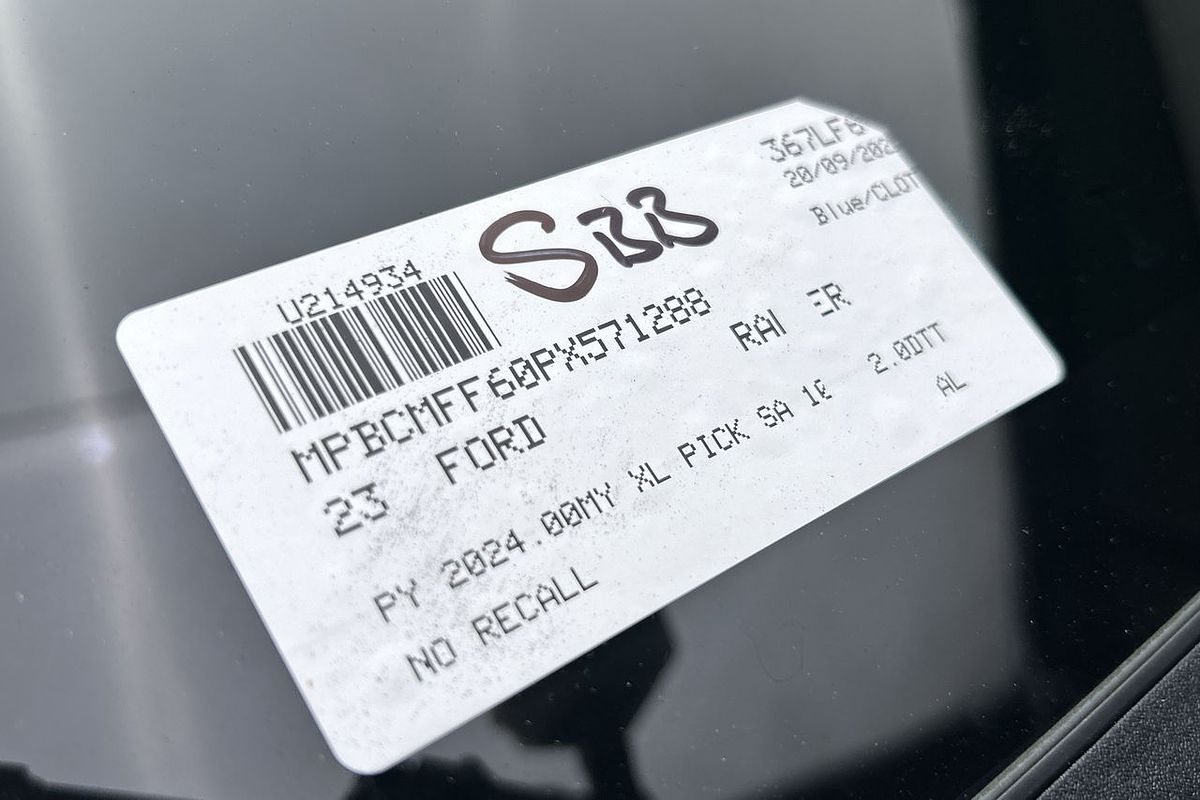 367LF6
20/09/202
Blue/CLOT
SBB
U214934
MPBCMFF60PX571288
23 FORD
PY 2024.00MY XL PICK SA 10 2.0DTT
AL
NO RECALL